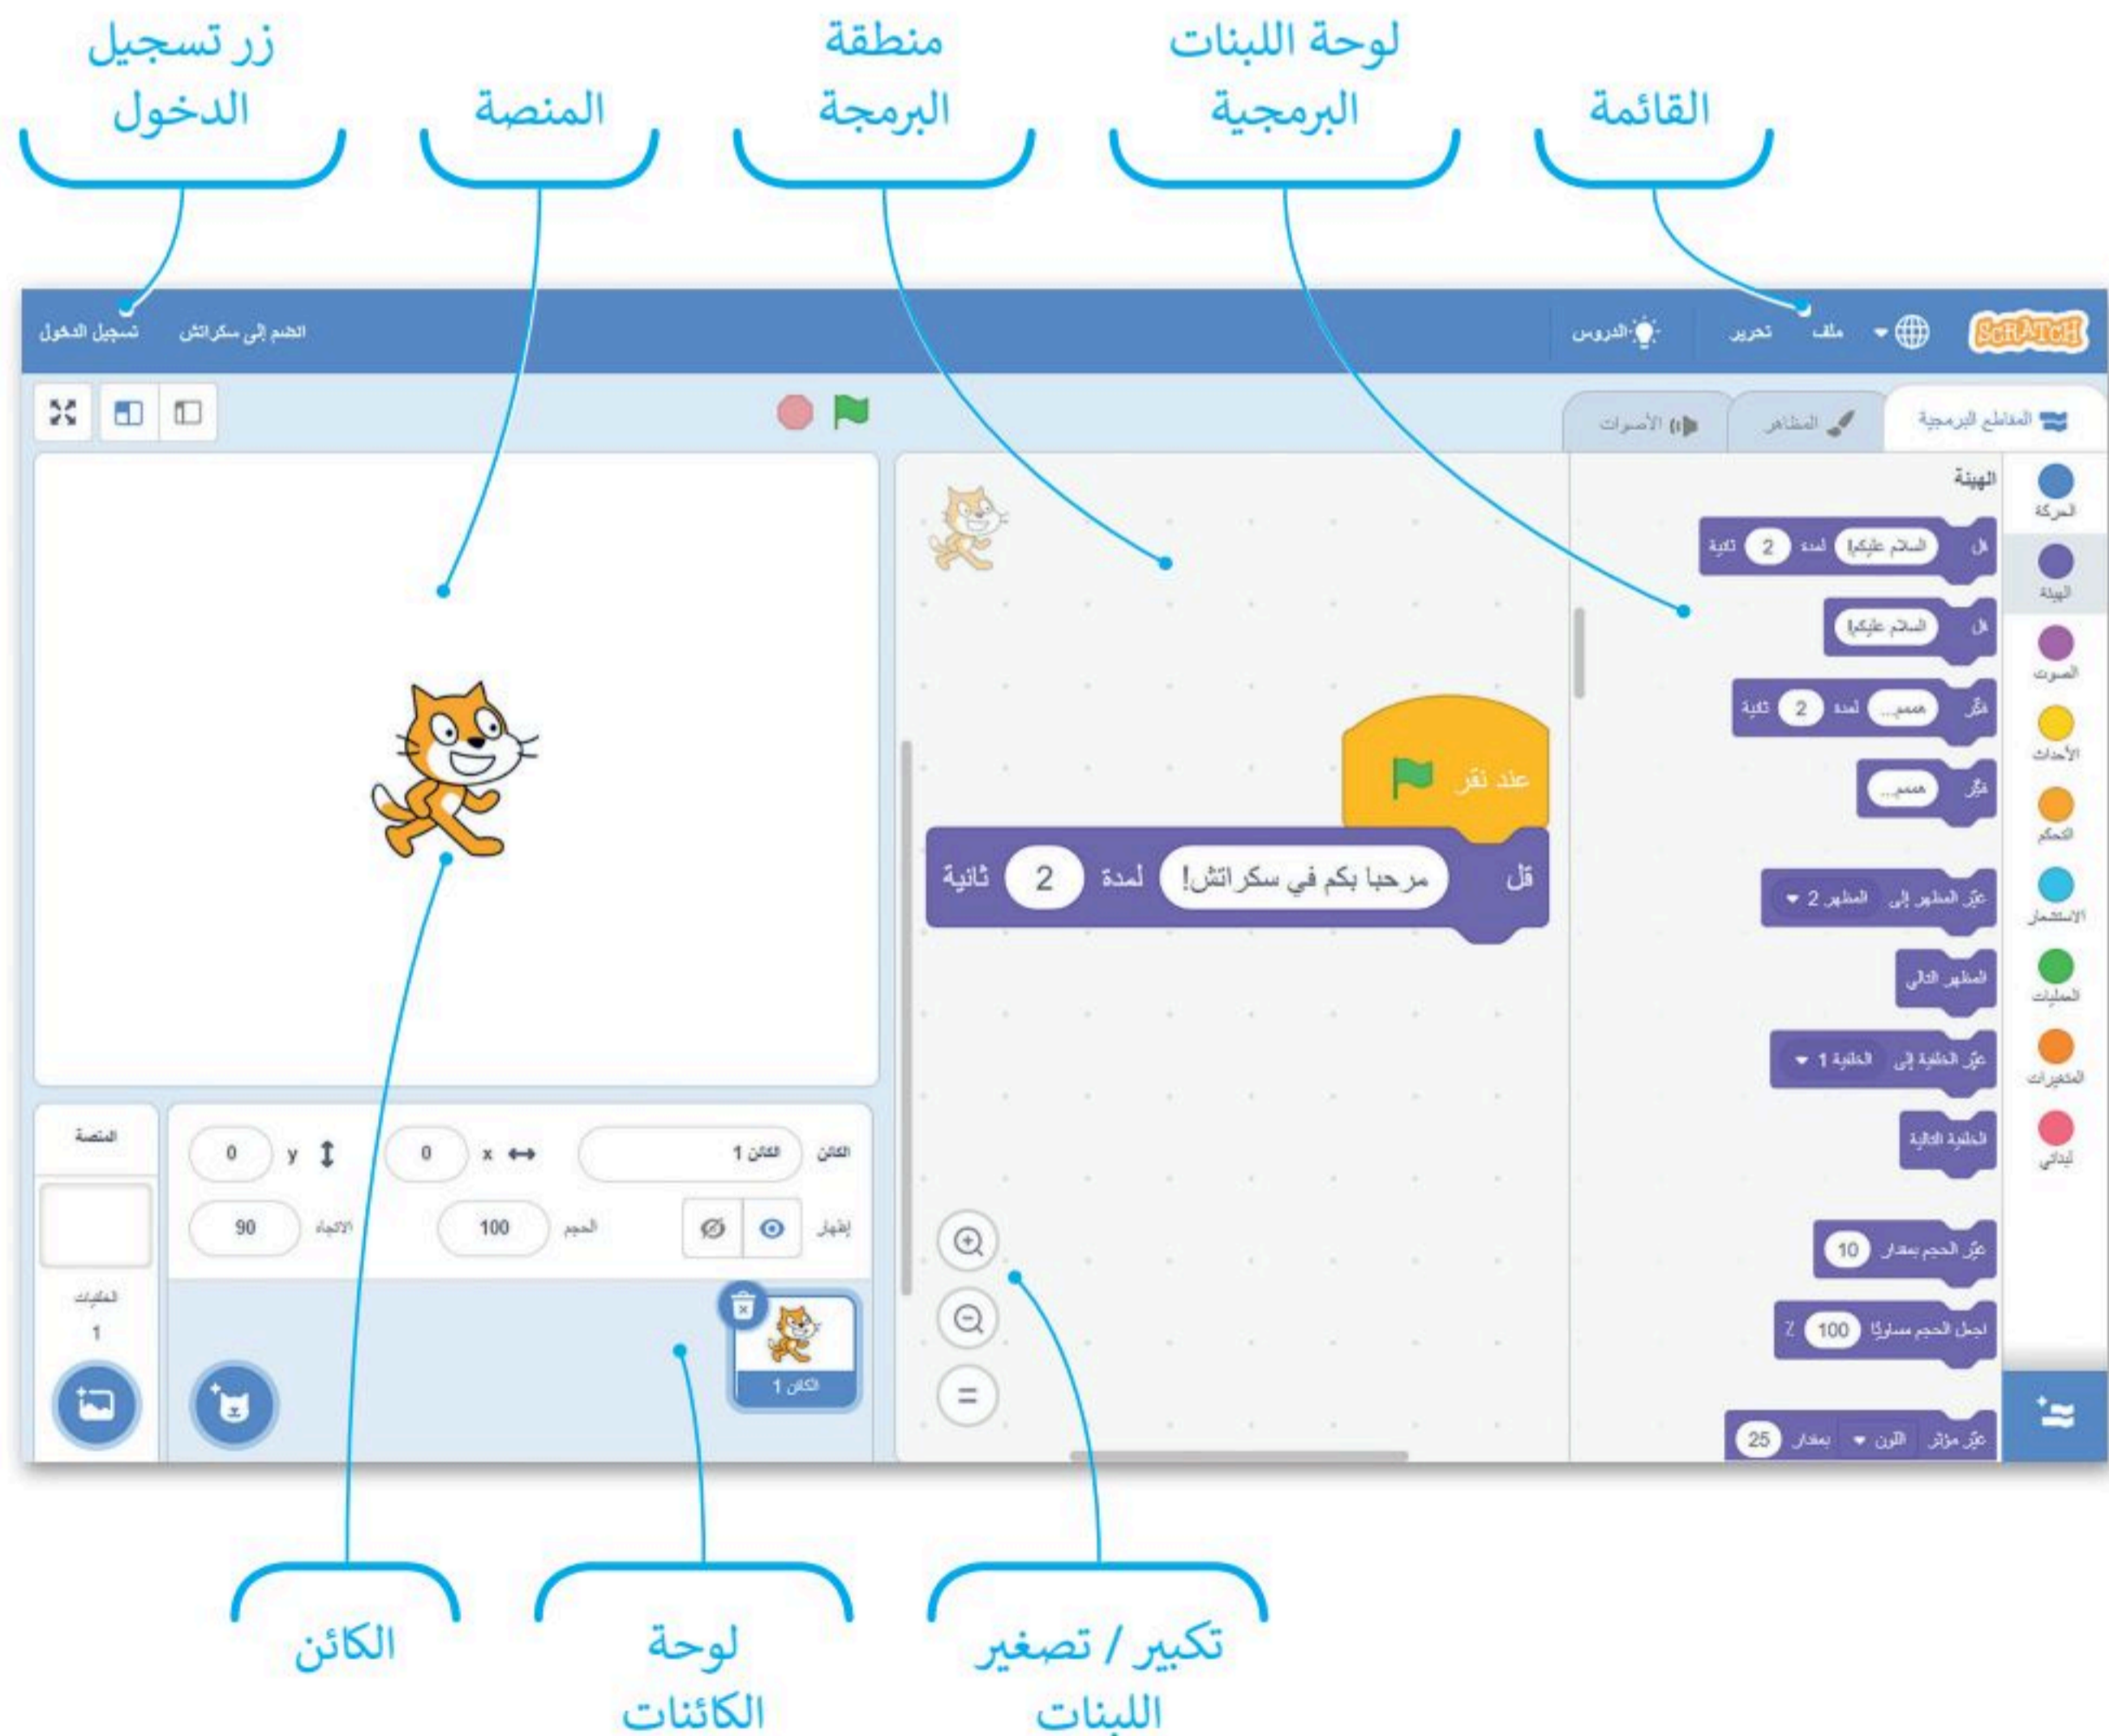 القائمة
لوحة اللبنات
البرمجية
منطقة
البرمجة
المنصة
زر تسجيل
الدخول
SCRATCH
ملف
تحرير
الدروس
انضم إلى سكراتش
تسجيل الدخول
المقاطع البرمجية
المظاهر
الأصوات
الحركة
الهيئة
الصوت
الأحداث
التحكم
الاستشعار
العمليات
المتغيرات
لبناتي
الهيئة
قل السلام عليكم! لمدة 2 ثانية
قل السلام عليكم!
فكّر هممم... لمدة 2 ثانية
فكّر هممم...
غيّر المظهر إلى المظهر 2
المظهر التالي
غيّر الخلفية إلى الخلفية 1
الخلفية التالية
غيّر الحجم بمقدار 10
اجعل الحجم مساويًا 100 %
غيّر مؤثر اللون بمقدار 25
عند نقر
قل مرحبا بكم في سكراتش! لمدة 2 ثانية
الكائن الكائن 1 x 0 y 0
إظهار الحجم 100 الاتجاه 90
الكائن 1
المنصة
الخلفيات
1
تكبير / تصغير
اللبنات
لوحة
الكائنات
الكائن